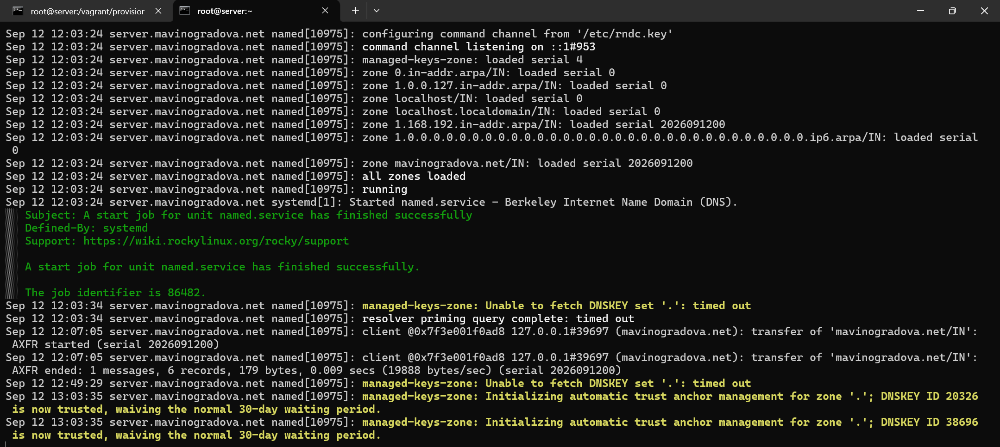 root@server:/vagrant/provisior
root@server:~
Sep 12 12:03:24 server.mavinogradova.net named[10975]: configuring command channel from '/etc/rndc.key'
Sep 12 12:03:24 server.mavinogradova.net named[10975]: command channel listening on ::1#953
Sep 12 12:03:24 server.mavinogradova.net named[10975]: managed-keys-zone: loaded serial 4
Sep 12 12:03:24 server.mavinogradova.net named[10975]: zone 0.in-addr.arpa/IN: loaded serial 0
Sep 12 12:03:24 server.mavinogradova.net named[10975]: zone 1.0.0.127.in-addr.arpa/IN: loaded serial 0
Sep 12 12:03:24 server.mavinogradova.net named[10975]: zone localhost/IN: loaded serial 0
Sep 12 12:03:24 server.mavinogradova.net named[10975]: zone localhost.localdomain/IN: loaded serial 0
Sep 12 12:03:24 server.mavinogradova.net named[10975]: zone 1.168.192.in-addr.arpa/IN: loaded serial 2026091200
Sep 12 12:03:24 server.mavinogradova.net named[10975]: zone 1.0.0.0.0.0.0.0.0.0.0.0.0.0.0.0.0.0.0.0.0.0.0.0.0.0.0.0.0.0.0.0.ip6.arpa/IN: loaded serial
0
Sep 12 12:03:24 server.mavinogradova.net named[10975]: zone mavinogradova.net/IN: loaded serial 2026091200
Sep 12 12:03:24 server.mavinogradova.net named[10975]: all zones loaded
Sep 12 12:03:24 server.mavinogradova.net named[10975]: running
Sep 12 12:03:24 server.mavinogradova.net systemd[1]: Started named.service - Berkeley Internet Name Domain (DNS).
Subject: A start job for unit named.service has finished successfully
Defined-By: systemd
Support: https://wiki.rockylinux.org/rocky/support
A start job for unit named.service has finished successfully.
The job identifier is 86482.
Sep 12 12:03:34 server.mavinogradova.net named[10975]: managed-keys-zone: Unable to fetch DNSKEY set '.': timed out
Sep 12 12:03:34 server.mavinogradova.net named[10975]: resolver priming query complete: timed out
Sep 12 12:07:05 server.mavinogradova.net named[10975]: client @0x7f3e001f0ad8 127.0.0.1#39697 (mavinogradova.net): transfer of 'mavinogradova.net/IN':
AXFR started (serial 2026091200)
Sep 12 12:07:05 server.mavinogradova.net named[10975]: client @0x7f3e001f0ad8 127.0.0.1#39697 (mavinogradova.net): transfer of 'mavinogradova.net/IN':
AXFR ended: 1 messages, 6 records, 179 bytes, 0.009 secs (19888 bytes/sec) (serial 2026091200)
Sep 12 12:49:29 server.mavinogradova.net named[10975]: managed-keys-zone: Unable to fetch DNSKEY set '.': timed out
Sep 12 13:03:35 server.mavinogradova.net named[10975]: managed-keys-zone: Initializing automatic trust anchor management for zone '.'; DNSKEY ID 20326
is now trusted, waiving the normal 30-day waiting period.
Sep 12 13:03:35 server.mavinogradova.net named[10975]: managed-keys-zone: Initializing automatic trust anchor management for zone '.'; DNSKEY ID 38696
is now trusted, waiving the normal 30-day waiting period.